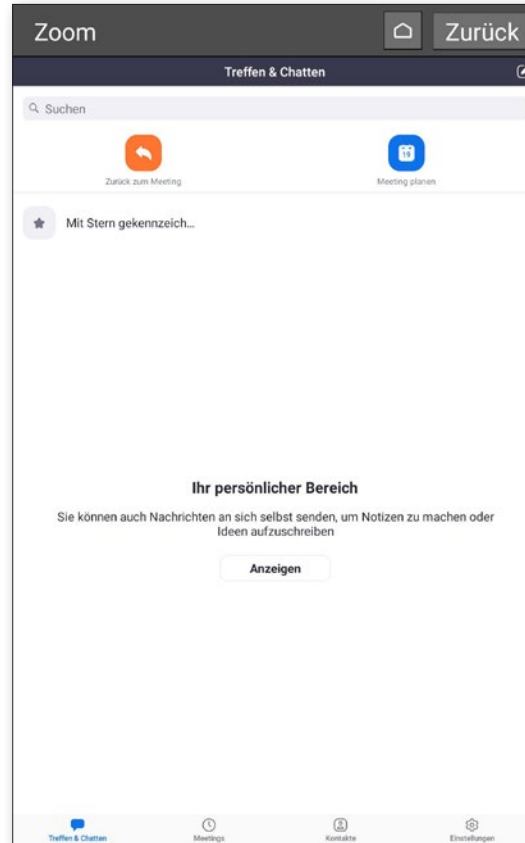 Zoom
Zurück
Treffen & Chatten
Suchen
Zurück zum Meeting
Meeting planen
19
Mit Stern gekennzeich...
Ihr persönlicher Bereich
Sie können auch Nachrichten an sich selbst senden, um Notizen zu machen oder
Ideen aufzuschreiben
Anzeigen
Treffen & Chatten
Meetings
Kontakte
Einstellungen